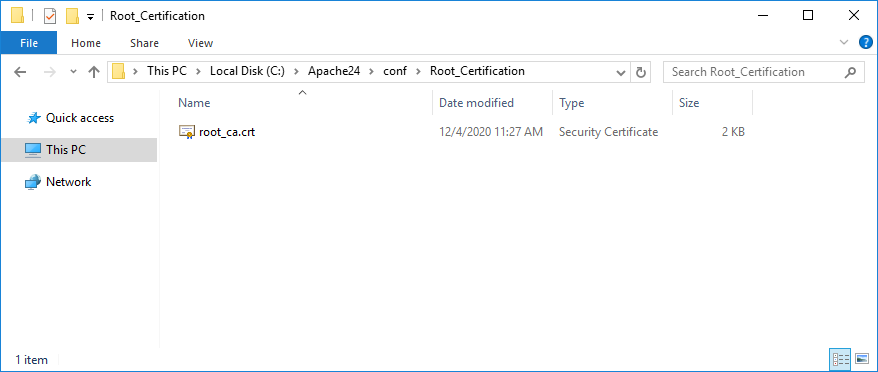 Root_Certification
File Home Share View
This PC Local Disk (C:) Apache24 conf Root_Certification Search Root_Certification
Name Date modified Type Size
Quick access
root_ca.crt 12/4/2020 11:27 AM Security Certificate 2 KB
This PC
Network
1 item